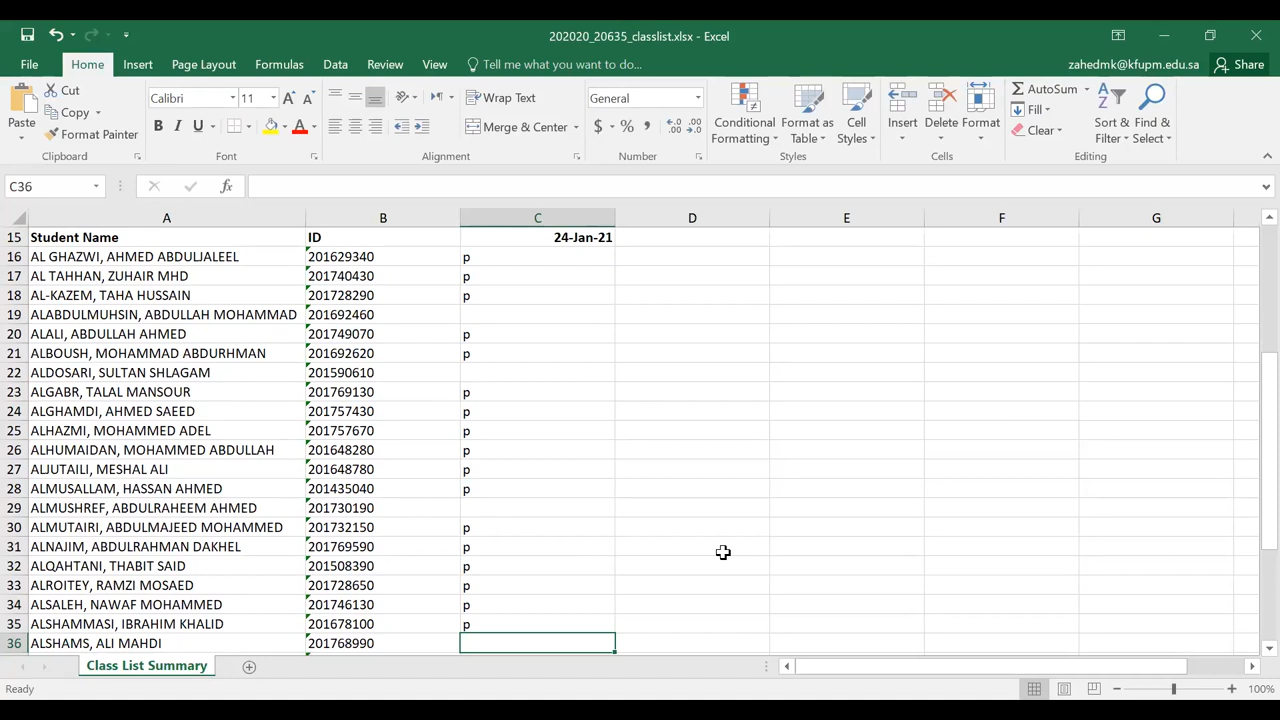 202020_20635_classlist.xlsx - Excel
File Home Insert Page Layout Formulas Data Review View Tell me what you want to do... zahedmk@kfupm.edu.sa Share
Paste
Cut
Copy
Format Painter
Clipboard
Calibri 11
B I U A
Font
Wrap Text
Merge & Center
Alignment
General
$ % ,
Number
Conditional Formatting
Format as Table
Cell Styles
Styles
Insert Delete Format
Cells
AutoSum
Fill
Clear
Sort & Filter
Find & Select
Editing
C36 fx
A B C D E F G
15 Student Name ID 24-Jan-21
16 AL GHAZWI, AHMED ABDULJALEEL 201629340 p
17 AL TAHHAN, ZUHAIR MHD 201740430 p
18 AL-KAZEM, TAHA HUSSAIN 201728290 p
19 ALABDULMUHSIN, ABDULLAH MOHAMMAD 201692460
20 ALALI, ABDULLAH AHMED 201749070 p
21 ALBOUSH, MOHAMMAD ABDURHMAN 201692620 p
22 ALDOSARI, SULTAN SHLAGAM 201590610
23 ALGABR, TALAL MANSOUR 201769130 p
24 ALGHAMDI, AHMED SAEED 201757430 p
25 ALHAZMI, MOHAMMED ADEL 201757670 p
26 ALHUMAIDAN, MOHAMMED ABDULLAH 201648280 p
27 ALJUTAILI, MESHAL ALI 201648780 p
28 ALMUSALLAM, HASSAN AHMED 201435040 p
29 ALMUSHREF, ABDULRAHEEM AHMED 201730190
30 ALMUTAIRI, ABDULMAJEED MOHAMMED 201732150 p
31 ALNAJIM, ABDULRAHMAN DAKHEL 201769590 p
32 ALQAHTANI, THABIT SAID 201508390 p
33 ALROITEY, RAMZI MOSAED 201728650 p
34 ALSALEH, NAWAF MOHAMMED 201746130 p
35 ALSHAMMASI, IBRAHIM KHALID 201678100 p
36 ALSHAMS, ALI MAHDI 201768990
Class List Summary
Ready 100%